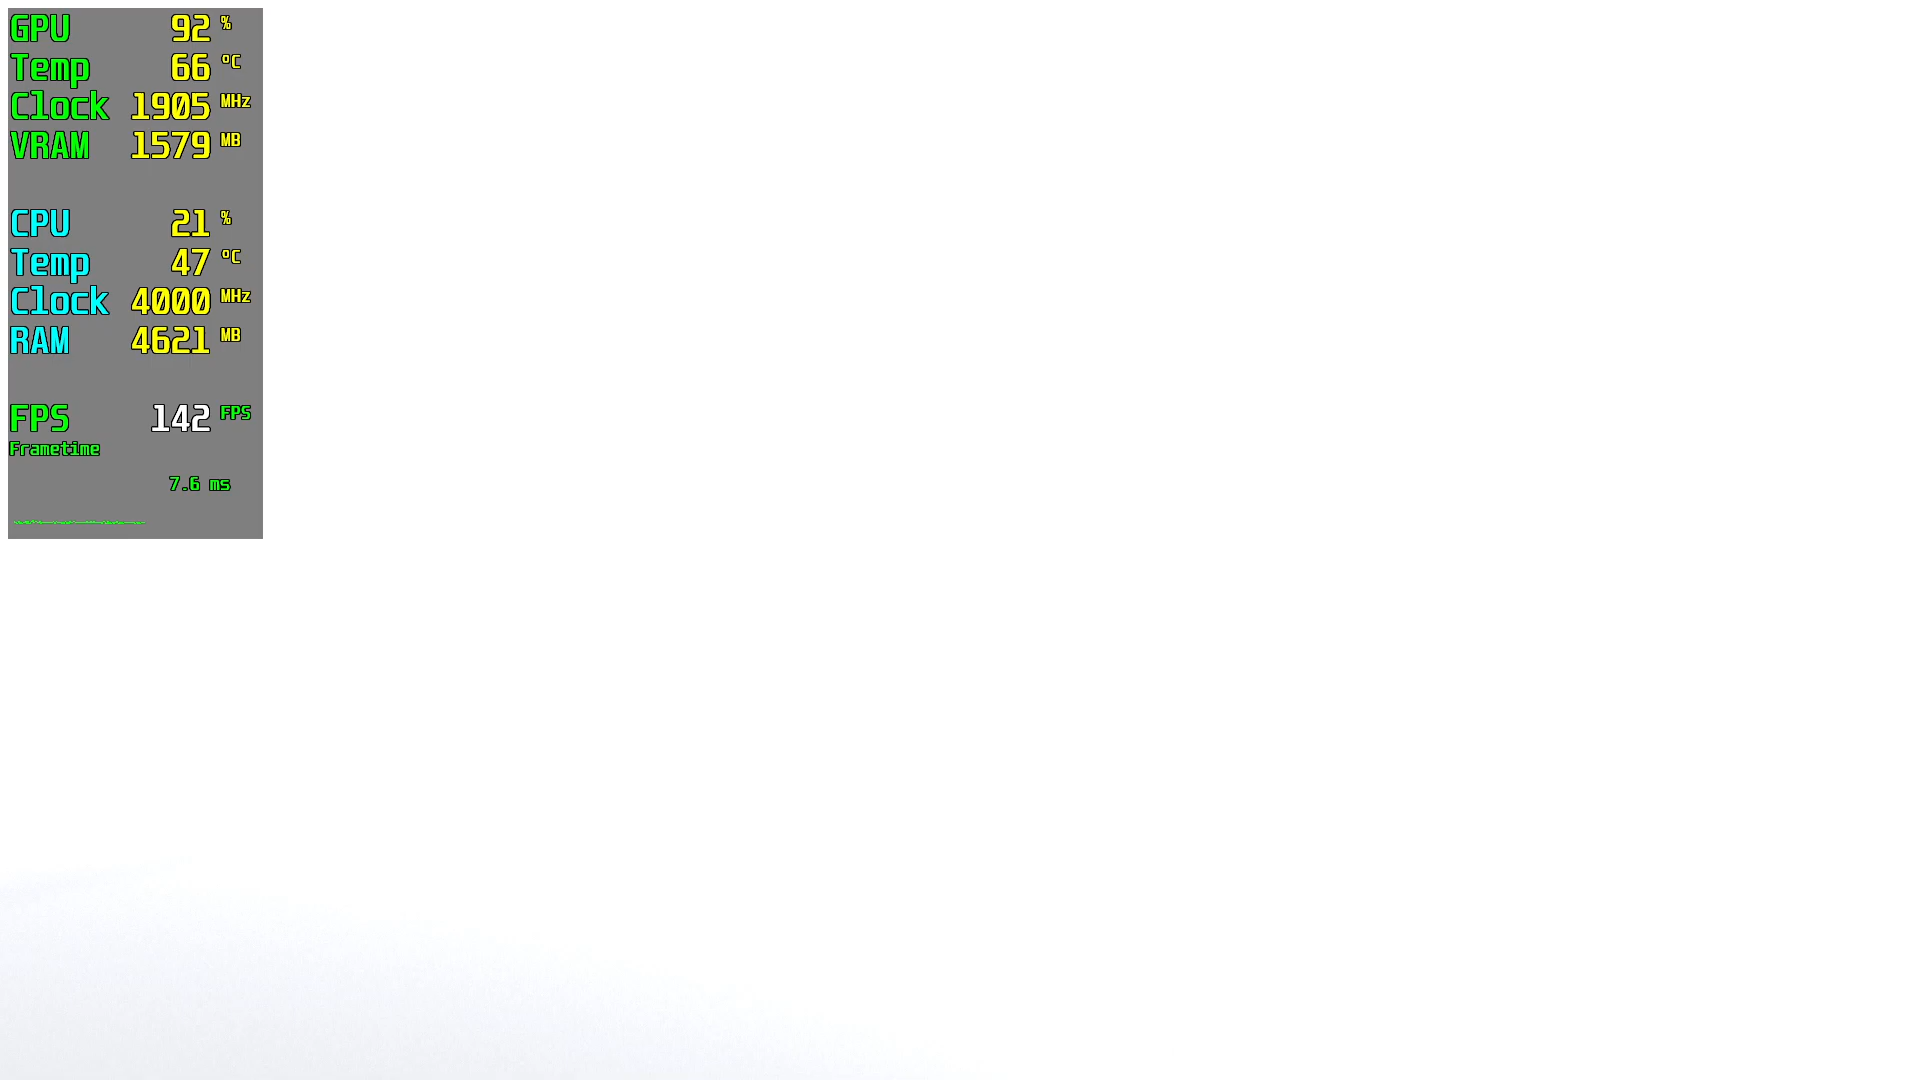 GPU 92 %
Temp 66 °C
Clock 1905 MHz
VRAM 1579 MB
CPU 21 %
Temp 47 °C
Clock 4000 MHz
RAM 4621 MB
FPS 142 FPS
Frametime
7.6 ms